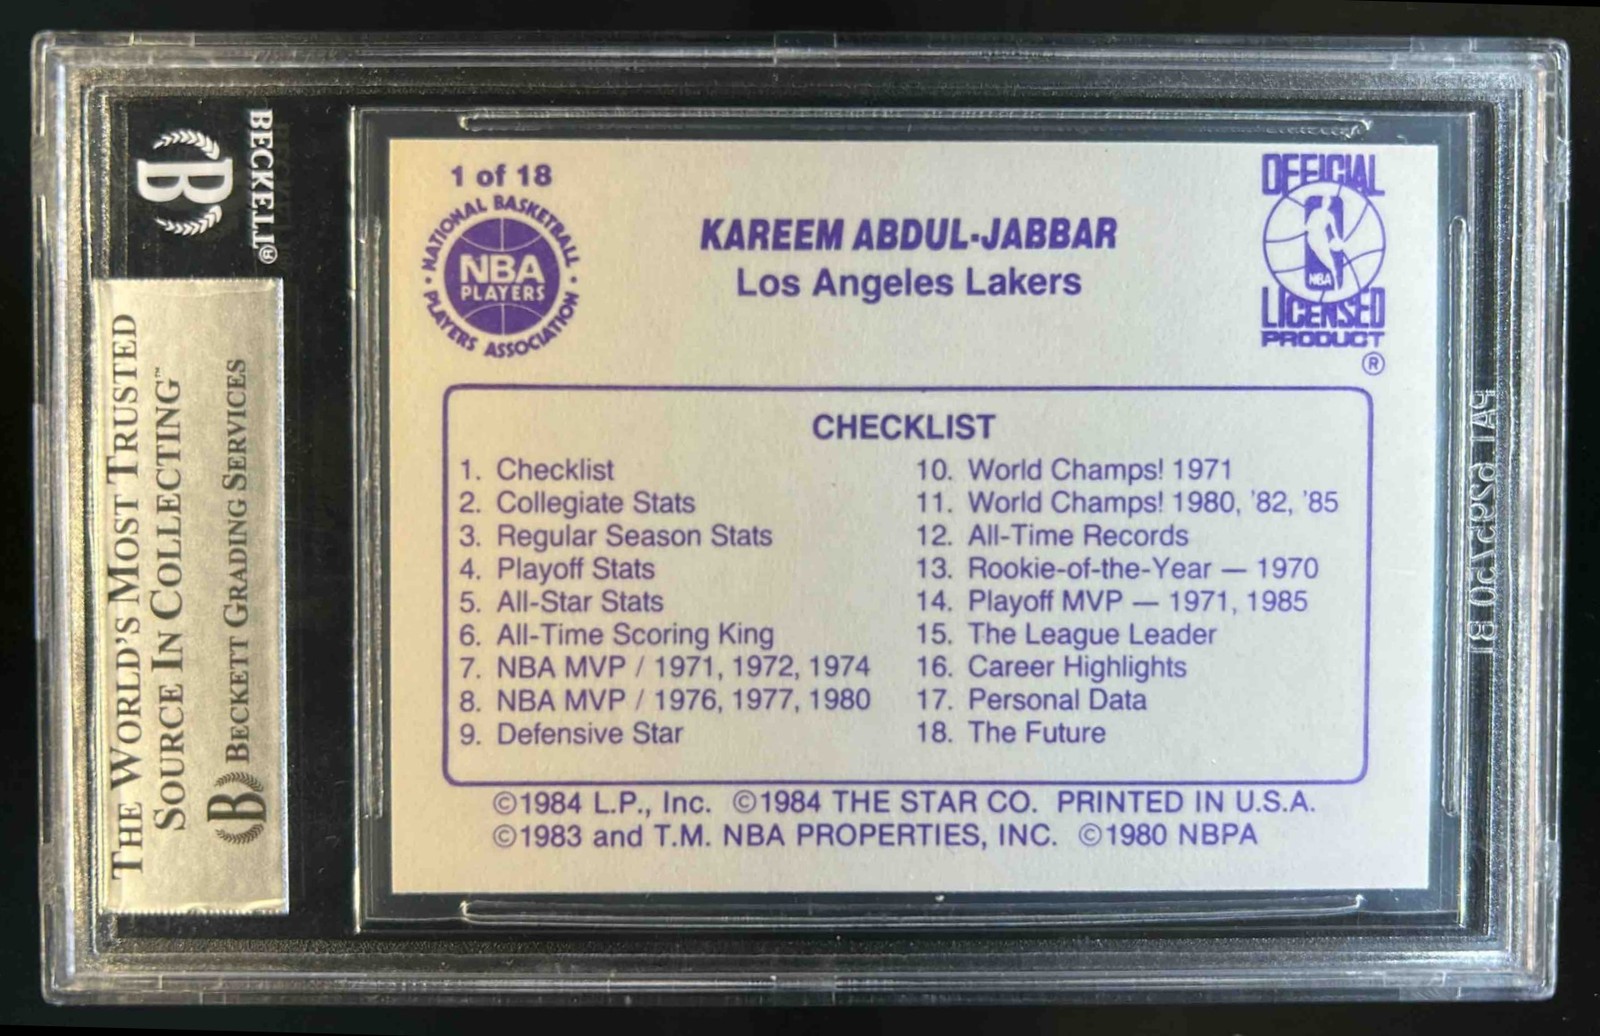 BECKETT®
B
THE WORLD'S MOST TRUSTED
SOURCE IN COLLECTING™
B BECKETT GRADING SERVICES
1 of 18
NATIONAL BASKETBALL
NBA
PLAYERS
PLAYERS ASSOCIATION
KAREEM ABDUL-JABBAR
Los Angeles Lakers
OFFICIAL
NBA
LICENSED
PRODUCT
®
CHECKLIST
1. Checklist
2. Collegiate Stats
3. Regular Season Stats
4. Playoff Stats
5. All-Star Stats
6. All-Time Scoring King
7. NBA MVP / 1971, 1972, 1974
8. NBA MVP / 1976, 1977, 1980
9. Defensive Star
10. World Champs! 1971
11. World Champs! 1980, '82, '85
12. All-Time Records
13. Rookie-of-the-Year — 1970
14. Playoff MVP — 1971, 1985
15. The League Leader
16. Career Highlights
17. Personal Data
18. The Future
©1984 L.P., Inc. ©1984 THE STAR CO. PRINTED IN U.S.A.
©1983 and T.M. NBA PROPERTIES, INC. ©1980 NBPA